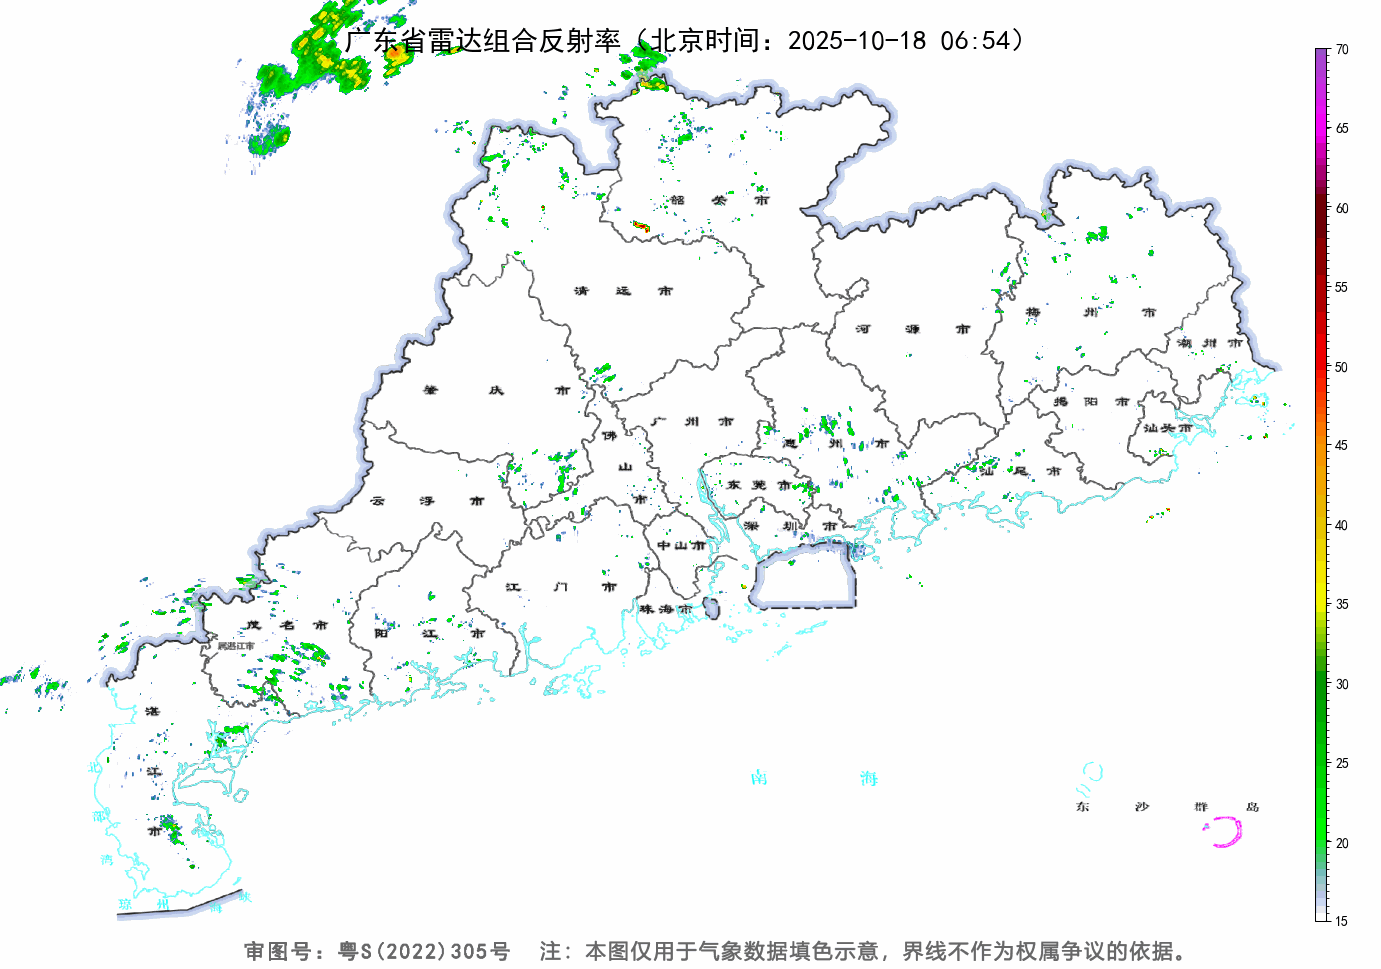 广东省雷达组合反射率（北京时间：2025-10-18 06:54）
70
65
60
55
50
45
40
35
30
25
20
15
韶关市
清远市
河源市
梅州市
潮州市
肇庆市
广州市
揭阳市
汕头市
佛山市
惠州市
汕尾市
东莞市
云浮市
深圳市
中山市
江门市
珠海市
茂名市
阳江市
属湛江市
湛江市
南海
北部湾
东沙群岛
琼州海峡
审图号：粤S(2022)305号 注：本图仅用于气象数据填色示意，界线不作为权属争议的依据。